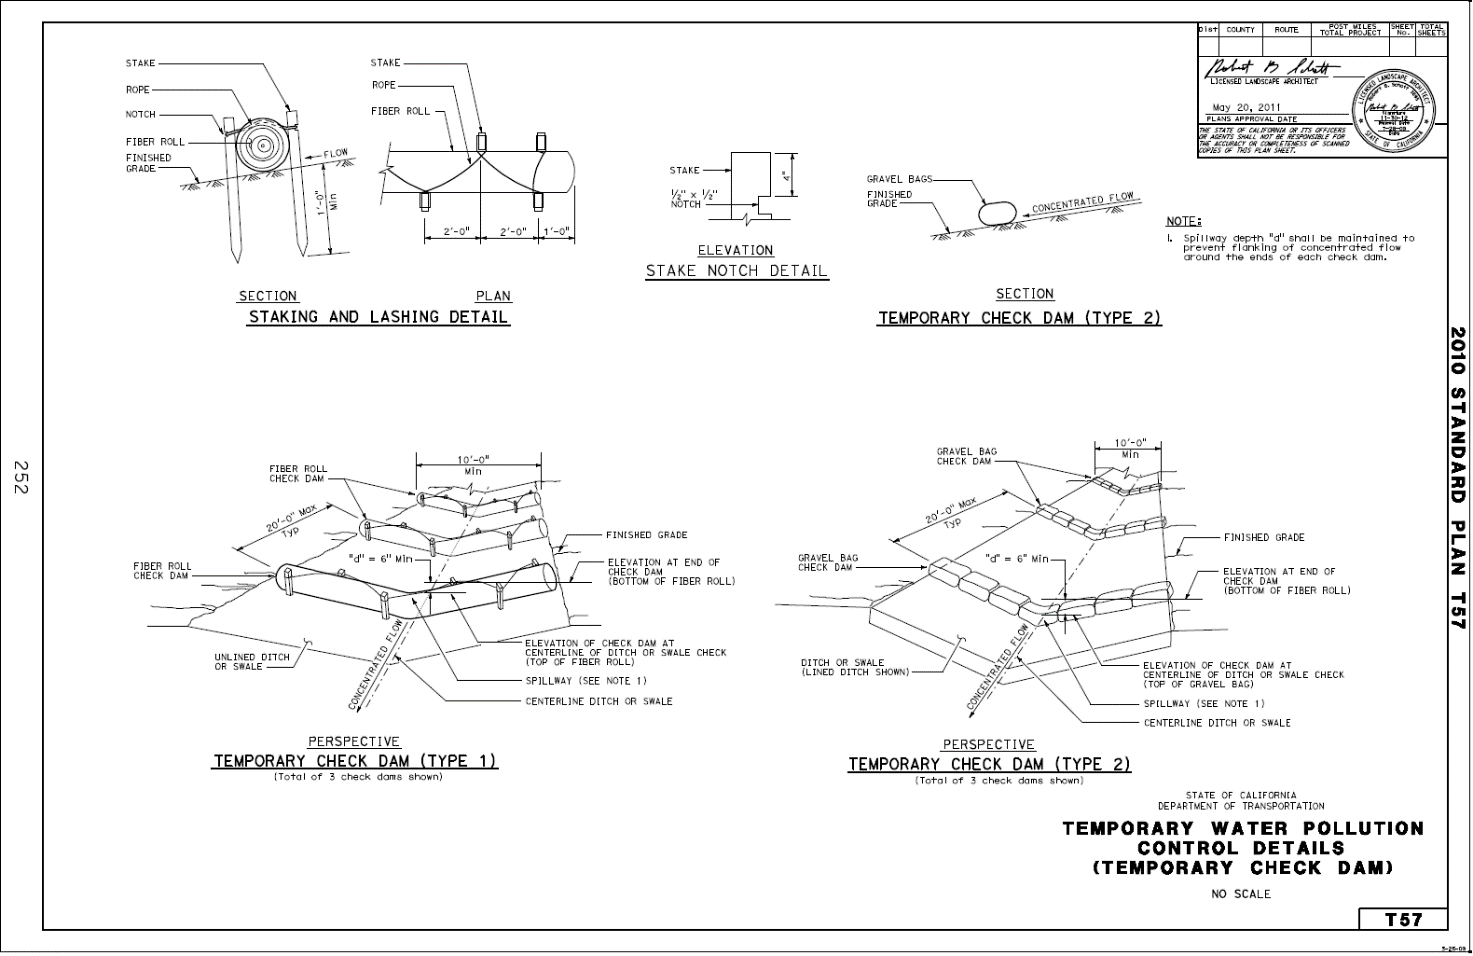 Dist COUNTY ROUTE POST MILES TOTAL PROJECT SHEET No. TOTAL SHEETS
LICENSED LANDSCAPE ARCHITECT
May 20, 2011
PLANS APPROVAL DATE
THE STATE OF CALIFORNIA OR ITS OFFICERS
OR AGENTS SHALL NOT BE RESPONSIBLE FOR
THE ACCURACY OR COMPLETENESS OF SCANNED
COPIES OF THIS PLAN SHEET.
LICENSED LANDSCAPE ARCHITECT
STATE OF CALIFORNIA
STAKE
ROPE
NOTCH
FIBER ROLL
FINISHED
GRADE
FLOW
1'-0"
Min
SECTION
STAKE
ROPE
FIBER ROLL
2'-0" 2'-0" 1'-0"
PLAN
STAKING AND LASHING DETAIL
STAKE
1/2" x 1/2"
NOTCH
4"
ELEVATION
STAKE NOTCH DETAIL
GRAVEL BAGS
FINISHED
GRADE
CONCENTRATED FLOW
SECTION
TEMPORARY CHECK DAM (TYPE 2)
NOTE:
1. Spillway depth "d" shall be maintained to
prevent flanking of concentrated flow
around the ends of each check dam.
2010 STANDARD PLAN T57
252
10'-0"
Min
FIBER ROLL
CHECK DAM
20'-0" Max
Typ
FIBER ROLL
CHECK DAM
"d" = 6" Min
FINISHED GRADE
ELEVATION AT END OF
CHECK DAM
(BOTTOM OF FIBER ROLL)
UNLINED DITCH
OR SWALE
CONCENTRATED FLOW
ELEVATION OF CHECK DAM AT
CENTERLINE OF DITCH OR SWALE CHECK
(TOP OF FIBER ROLL)
SPILLWAY (SEE NOTE 1)
CENTERLINE DITCH OR SWALE
PERSPECTIVE
TEMPORARY CHECK DAM (TYPE 1)
(Total of 3 check dams shown)
10'-0"
Min
GRAVEL BAG
CHECK DAM
20'-0" Max
Typ
GRAVEL BAG
CHECK DAM
"d" = 6" Min
FINISHED GRADE
ELEVATION AT END OF
CHECK DAM
(BOTTOM OF FIBER ROLL)
DITCH OR SWALE
(LINED DITCH SHOWN)
CONCENTRATED FLOW
ELEVATION OF CHECK DAM AT
CENTERLINE OF DITCH OR SWALE CHECK
(TOP OF GRAVEL BAG)
SPILLWAY (SEE NOTE 1)
CENTERLINE DITCH OR SWALE
PERSPECTIVE
TEMPORARY CHECK DAM (TYPE 2)
(Total of 3 check dams shown)
STATE OF CALIFORNIA
DEPARTMENT OF TRANSPORTATION
TEMPORARY WATER POLLUTION
CONTROL DETAILS
(TEMPORARY CHECK DAM)
NO SCALE
T57